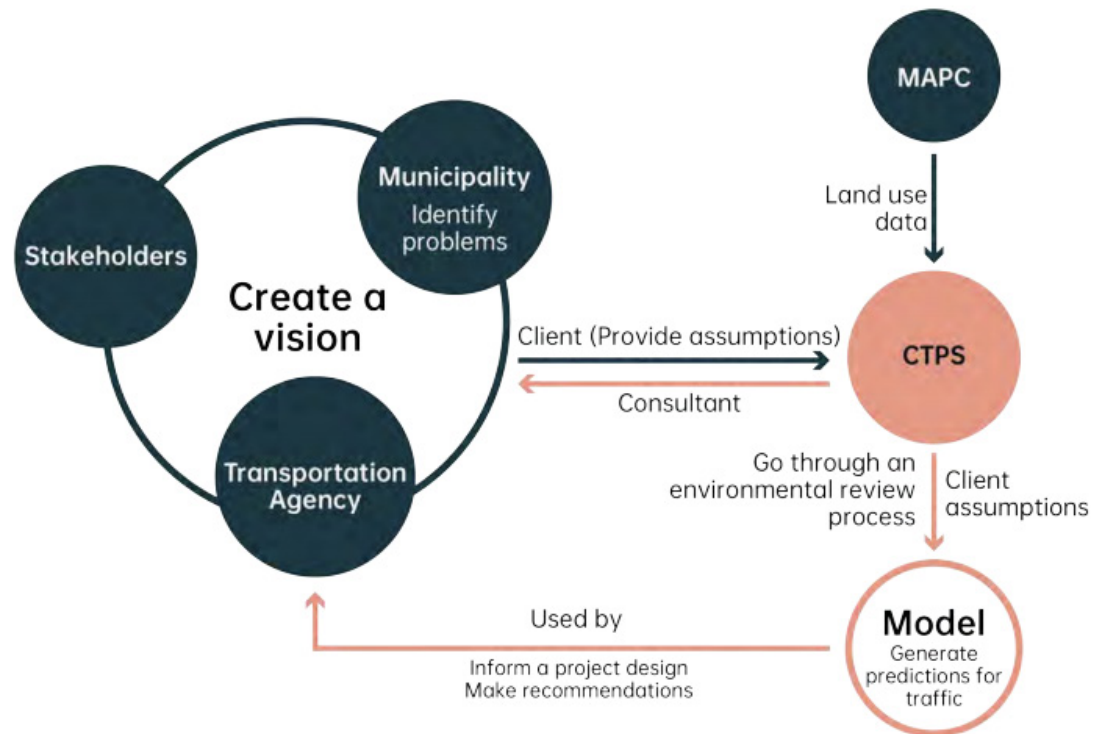 MAPC
Land use
data
Municipality
Identify
problems
Stakeholders
Create a
vision
Client (Provide assumptions)
CTPS
Consultant
Transportation
Agency
Go through an
environmental review
process
Client
assumptions
Used by
Inform a project design
Make recommendations
Model
Generate
predictions for
traffic